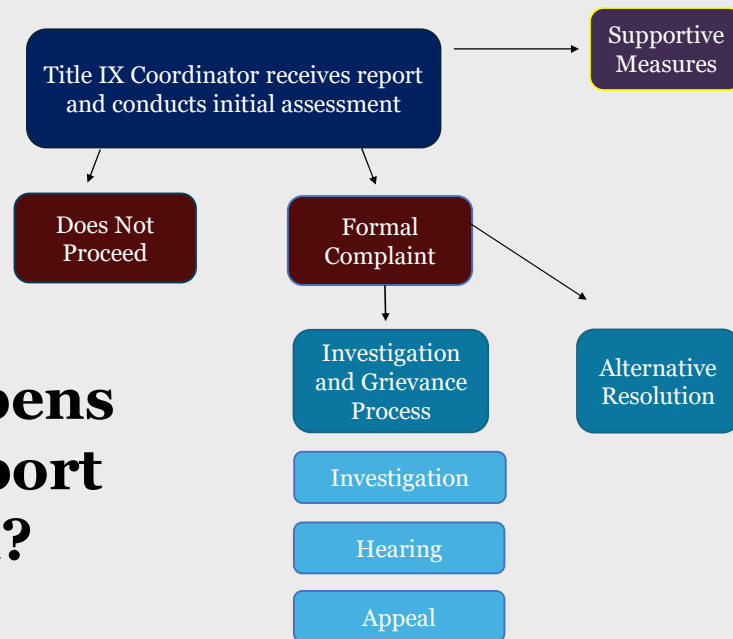 Title IX Coordinator receives report
and conducts initial assessment
Supportive
Measures
Does Not
Proceed
Formal
Complaint
Investigation
and Grievance
Process
Alternative
Resolution
Investigation
Hearing
Appeal